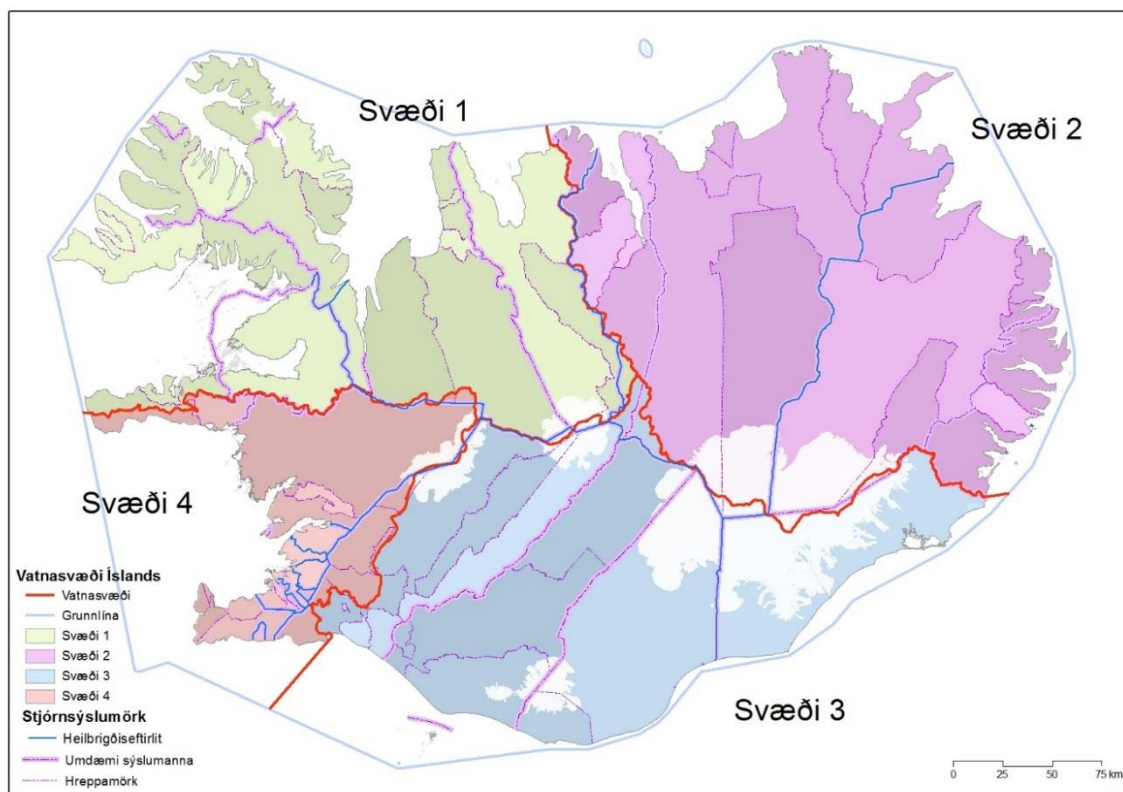 Svæði 1
Svæði 2
Svæði 4
Svæði 3
Vatnasvæði Íslands
Vatnasvæði
Grunnlína
Svæði 1
Svæði 2
Svæði 3
Svæði 4
Stjórnsýslumörk
Heilbrigðiseftirlit
Umdæmi sýslumanna
Hreppamörk
0 25 50 75 km